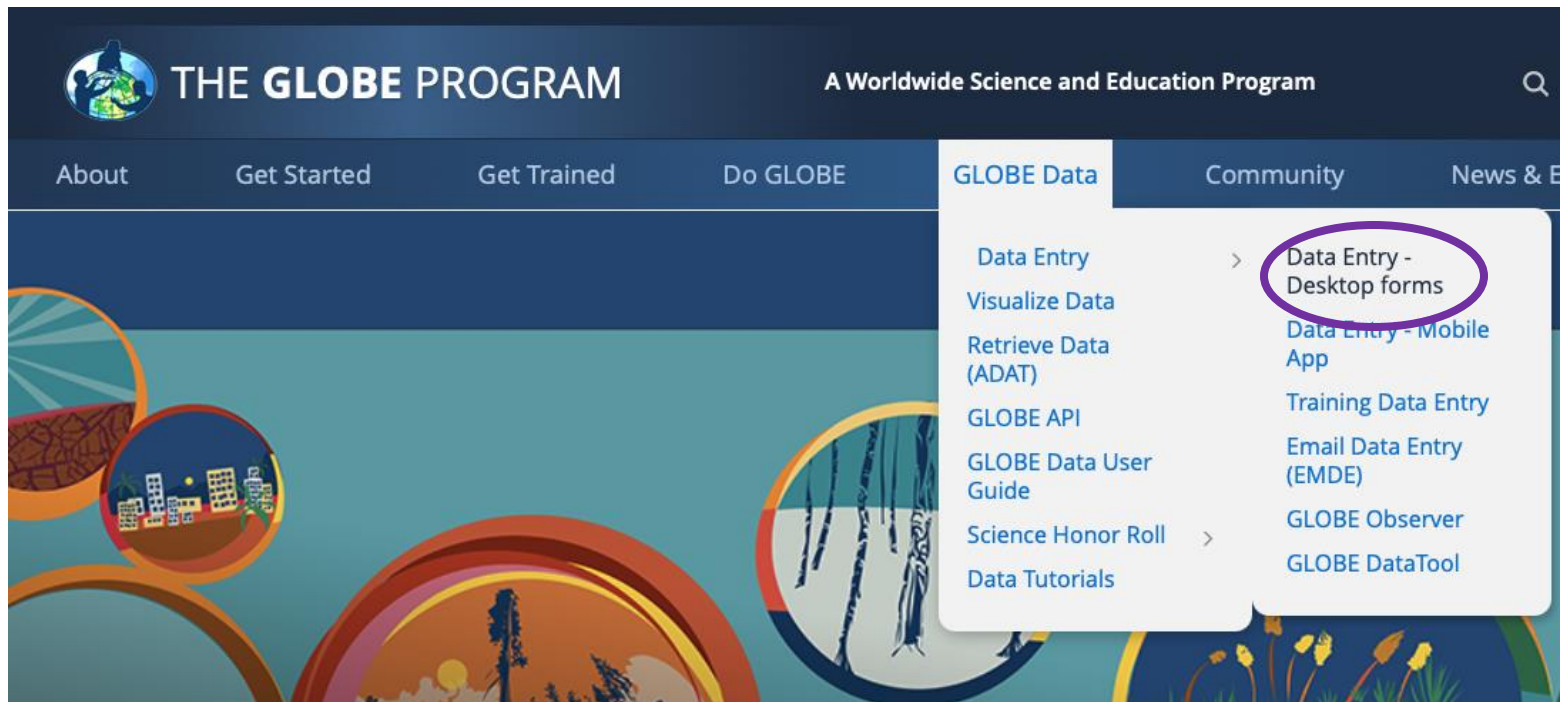 THE GLOBE PROGRAM
A Worldwide Science and Education Program
About
Get Started
Get Trained
Do GLOBE
GLOBE Data
Community
News & E
Data Entry
Visualize Data
Retrieve Data
(ADAT)
GLOBE API
GLOBE Data User
Guide
Science Honor Roll
Data Tutorials
Data Entry -
Desktop forms
Data Entry - Mobile
App
Training Data Entry
Email Data Entry
(EMDE)
GLOBE Observer
GLOBE DataTool